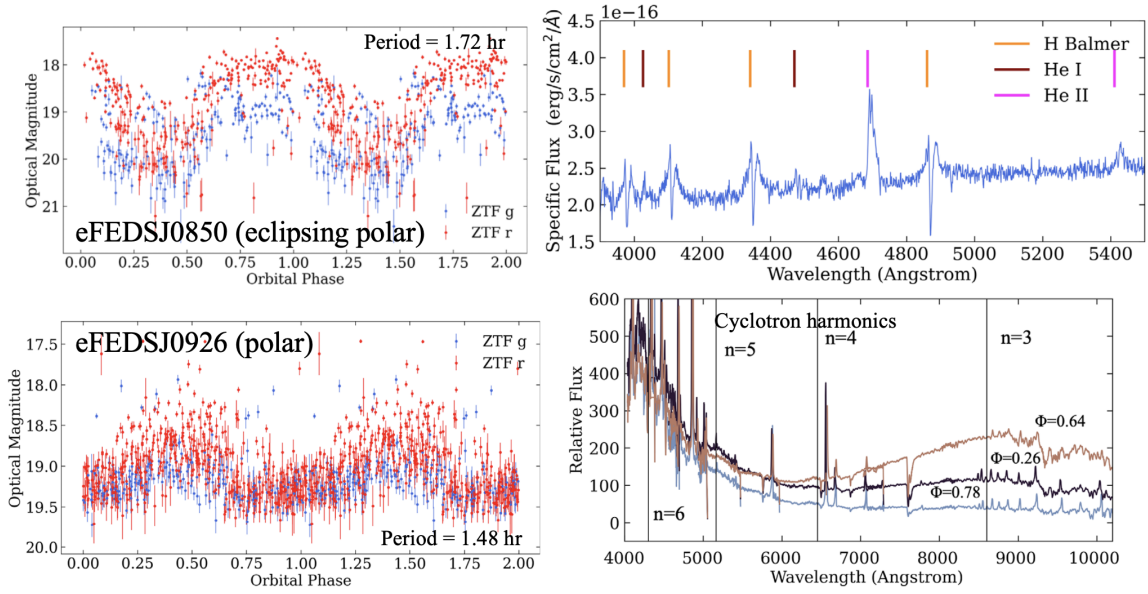 Period = 1.72 hr
18
19
20
21
Optical Magnitude
ZTF g
ZTF r
eFEDSJ0850 (eclipsing polar)
0.00 0.25 0.50 0.75 1.00 1.25 1.50 1.75 2.00
Orbital Phase
1e−16
H Balmer
He I
He II
4.5
4.0
3.5
3.0
2.5
2.0
1.5
Specific Flux (erg/s/cm²/Å)
4000 4200 4400 4600 4800 5000 5200 5400
Wavelength (Angstrom)
eFEDSJ0926 (polar)
ZTF g
ZTF r
17.5
18.0
18.5
19.0
19.5
20.0
Optical Magnitude
Period = 1.48 hr
0.00 0.25 0.50 0.75 1.00 1.25 1.50 1.75 2.00
Orbital Phase
600
500
400
300
200
100
0
Relative Flux
Cyclotron harmonics
n=5
n=4
n=3
Φ=0.64
Φ=0.26
Φ=0.78
n=6
4000 5000 6000 7000 8000 9000 10000
Wavelength (Angstrom)